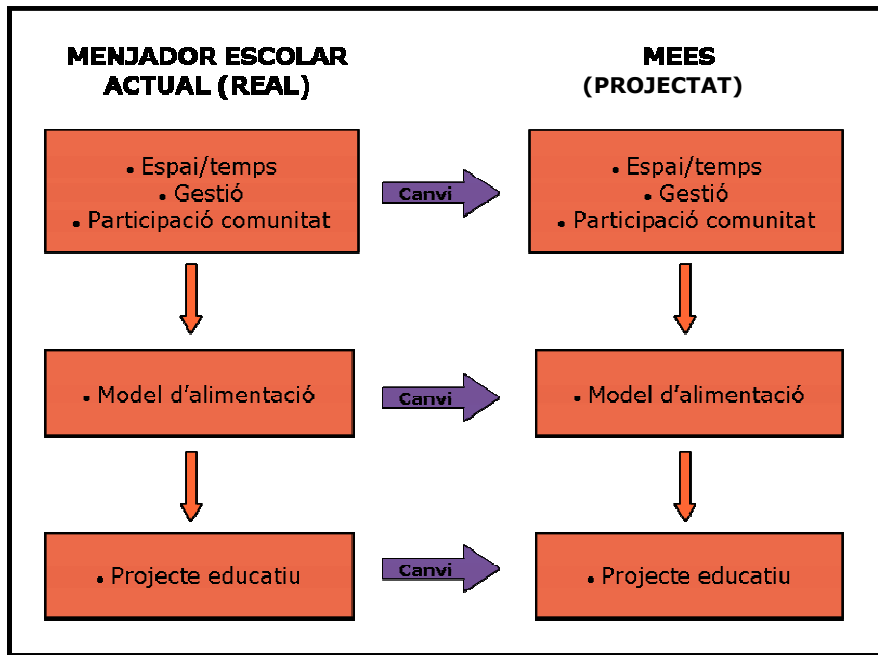 MENJADOR ESCOLAR
ACTUAL (REAL)
MEES
(PROJECTAT)
• Espai/temps
• Gestió
• Participació comunitat
Canvi
• Espai/temps
• Gestió
• Participació comunitat
• Model d'alimentació
Canvi
• Model d'alimentació
• Projecte educatiu
Canvi
• Projecte educatiu